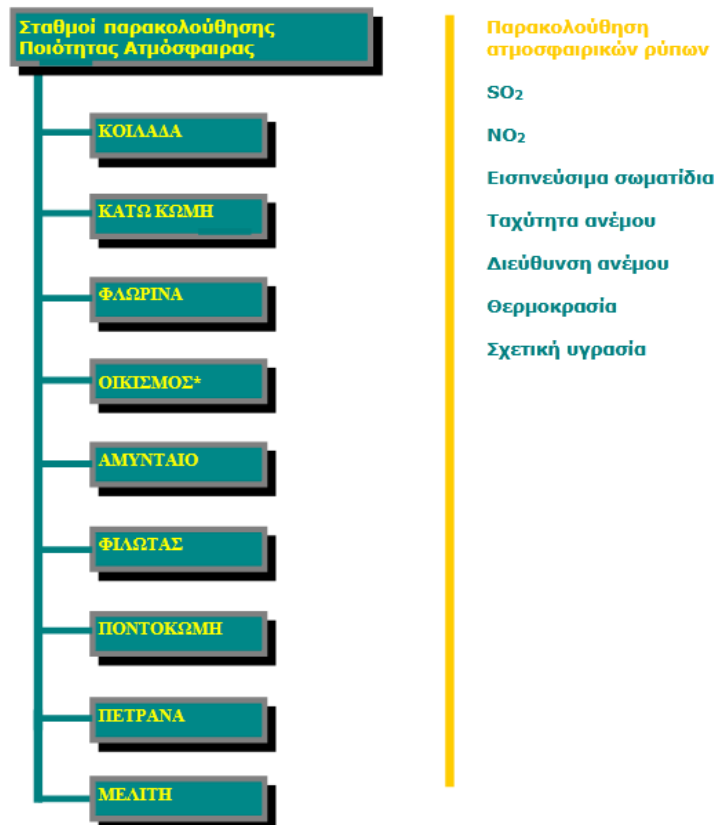 Σταθμοί παρακολούθησης
Ποιότητας Ατμόσφαιρας
ΚΟΙΛΑΔΑ
ΚΑΤΩ ΚΩΜΗ
ΦΛΩΡΙΝΑ
ΟΙΚΙΣΜΟΣ*
ΑΜΥΝΤΑΙΟ
ΦΙΛΩΤΑΣ
ΠΟΝΤΟΚΩΜΗ
ΠΕΤΡΑΝΑ
ΜΕΛΙΤΗ
Παρακολούθηση
ατμοσφαιρικών ρύπων
SO₂
NO₂
Εισπνεύσιμα σωματίδια
Ταχύτητα ανέμου
Διεύθυνση ανέμου
Θερμοκρασία
Σχετική υγρασία